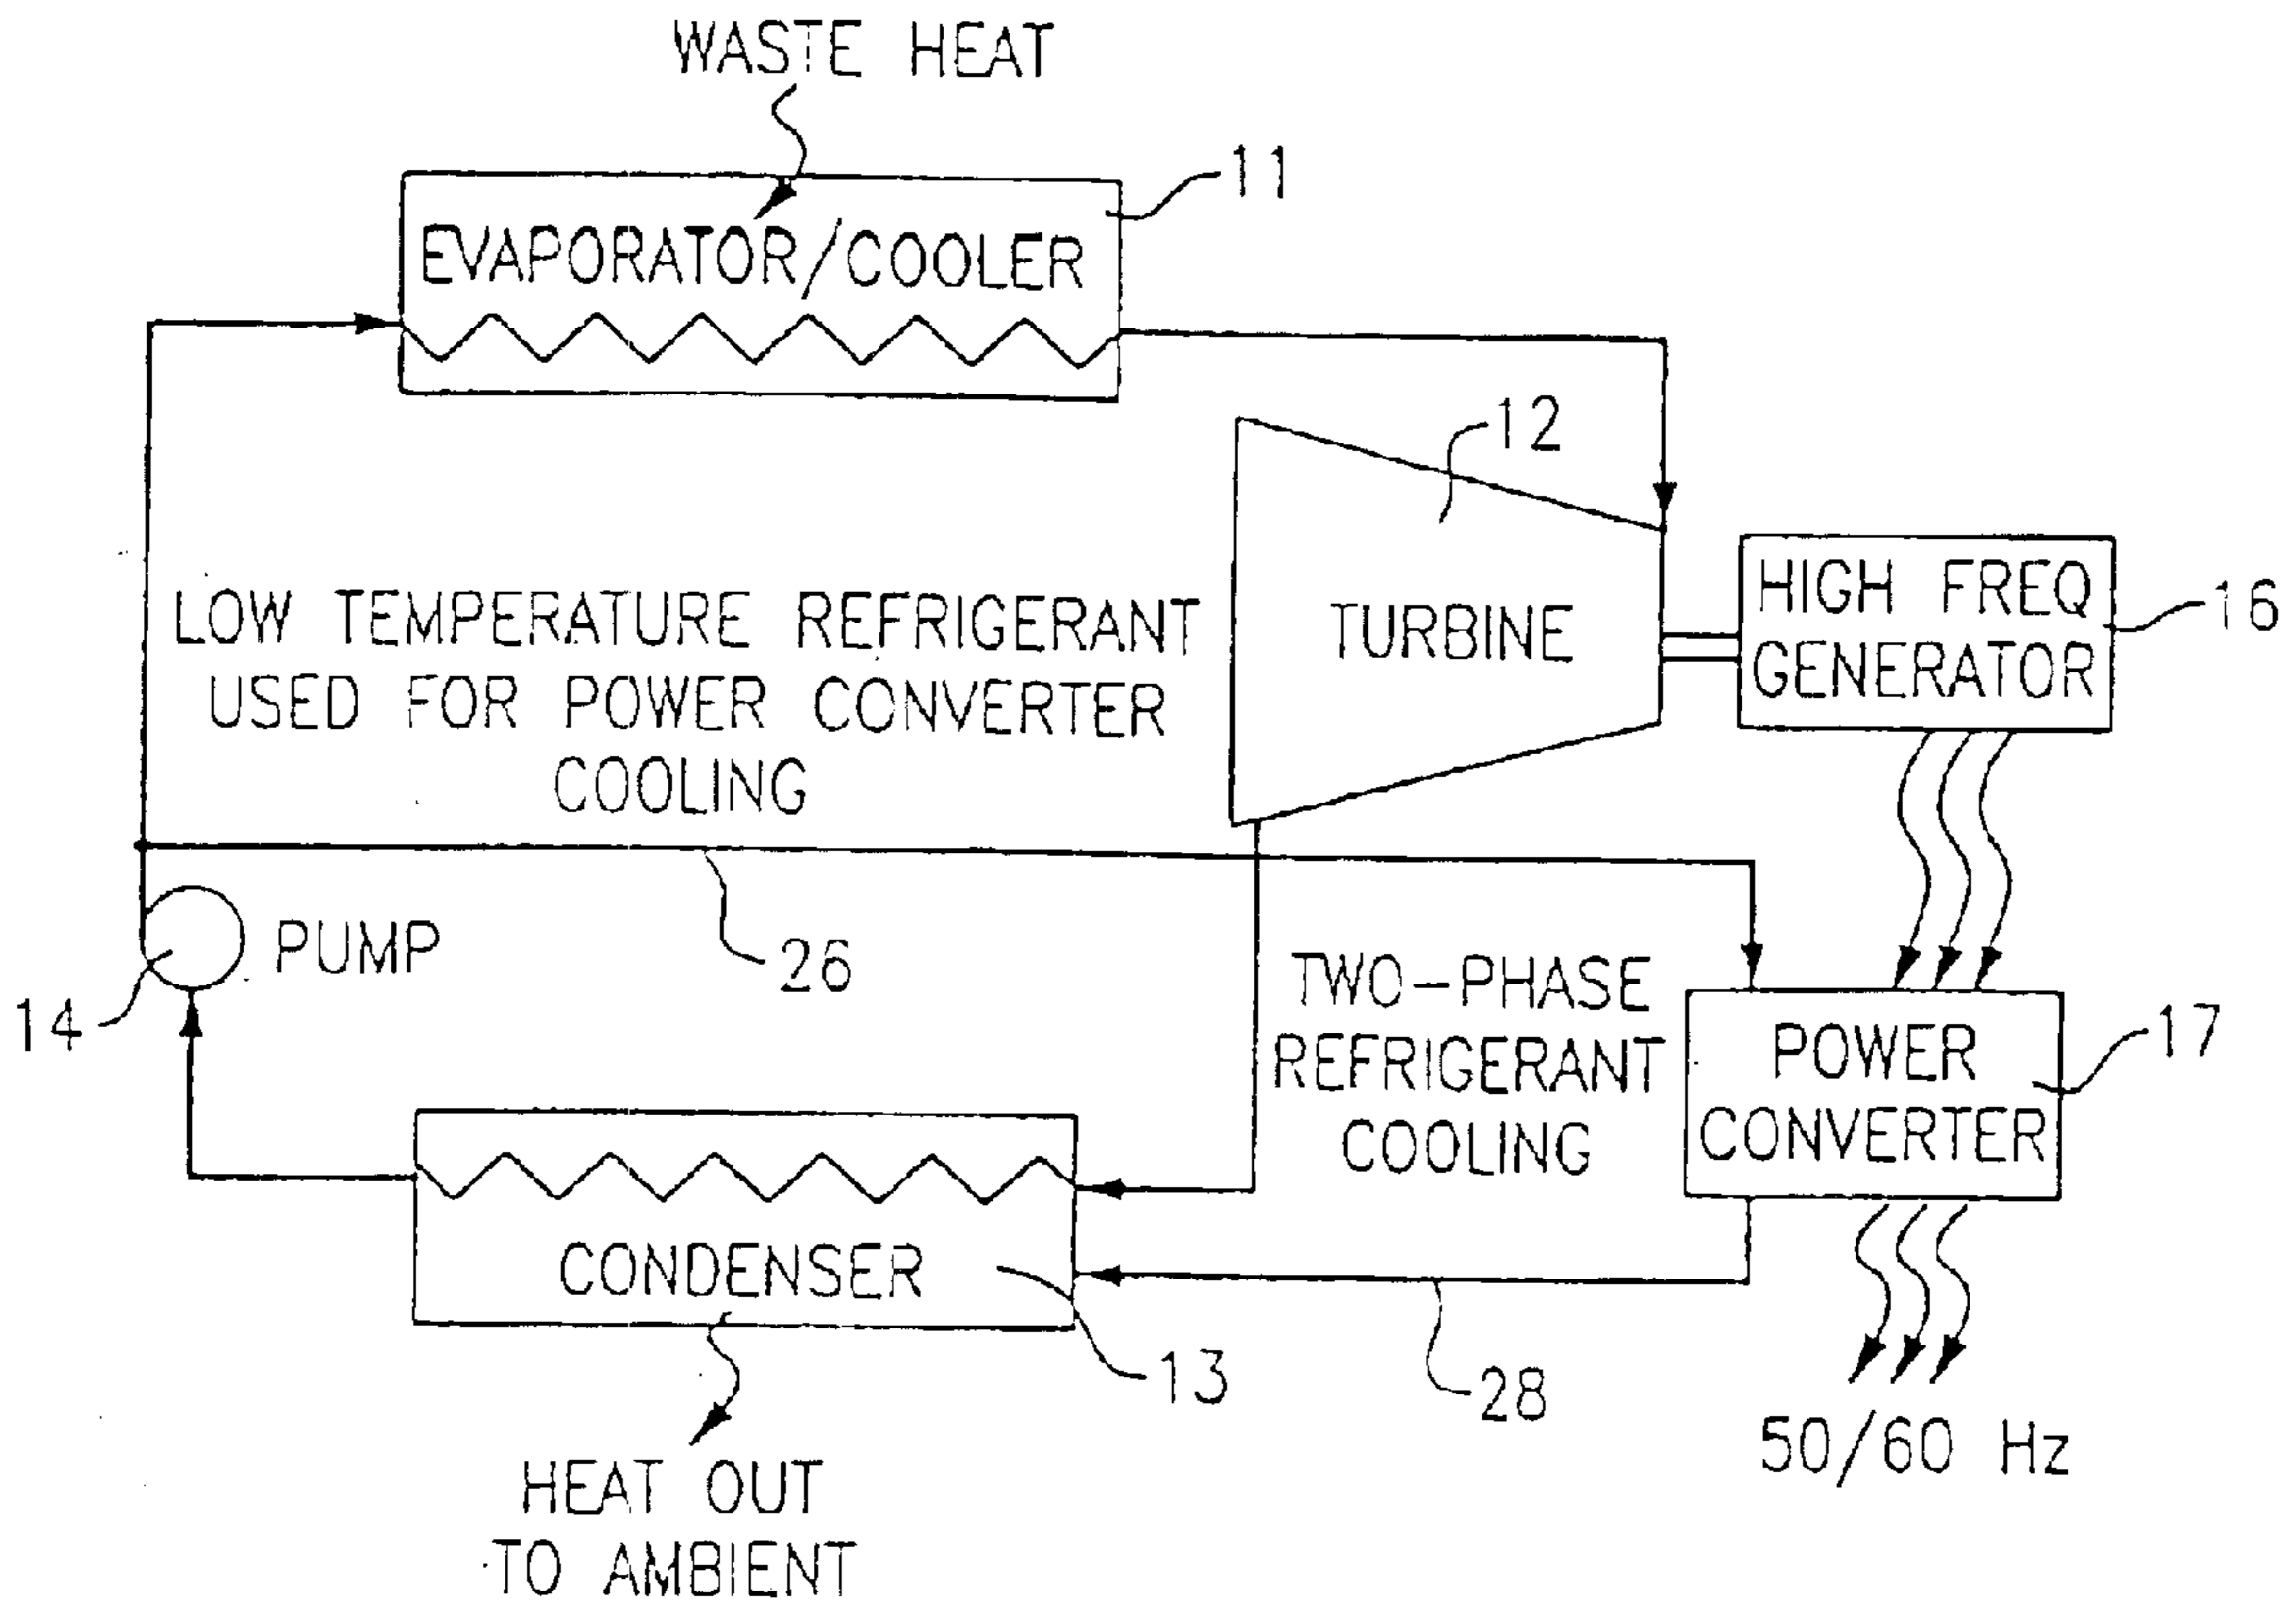 WASTE HEAT
11
EVAPORATOR/COOLER
12
LOW TEMPERATURE REFRIGERANT
USED FOR POWER CONVERTER
COOLING
TURBINE
HIGH FREQ
GENERATOR
16
PUMP
14
26
TWO-PHASE
REFRIGERANT
COOLING
POWER
CONVERTER
17
CONDENSER
13
28
50/60 Hz
HEAT OUT
TO AMBIENT